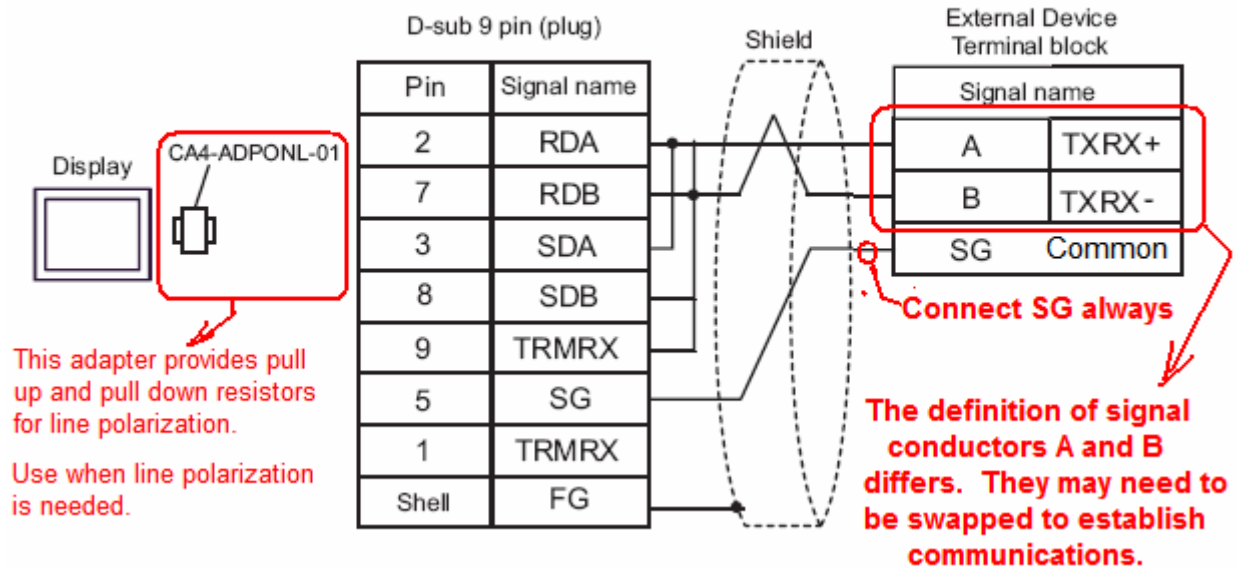 D-sub 9 pin (plug)
Shield
External Device
Terminal block
Display
CA4-ADPONL-01
Pin Signal name
2 RDA
7 RDB
3 SDA
8 SDB
9 TRMRX
5 SG
1 TRMRX
Shell FG
Signal name
A TXRX+
B TXRX-
SG Common
Connect SG always
This adapter provides pull
up and pull down resistors
for line polarization.
Use when line polarization
is needed.
The definition of signal
conductors A and B
differs. They may need to
be swapped to establish
communications.